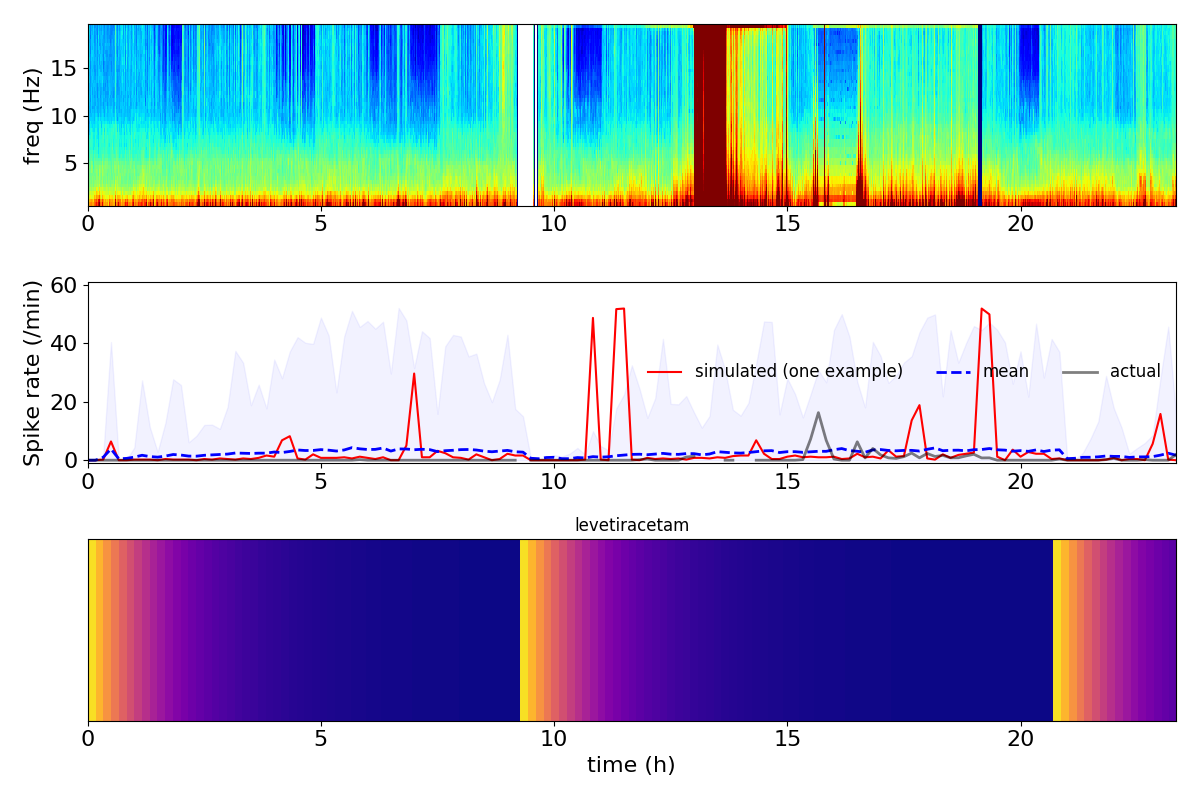 freq (Hz)
15
10
5
0 5 10 15 20
Spike rate (/min)
60
40
20
0
simulated (one example) mean actual
0 5 10 15 20
levetiracetam
0 5 10 15 20
time (h)